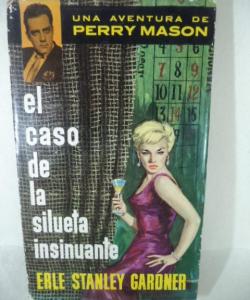 UNA AVENTURA DE
PERRY MASON
el
caso
de
la
silueta
insinuante
ERLE STANLEY GARDNER